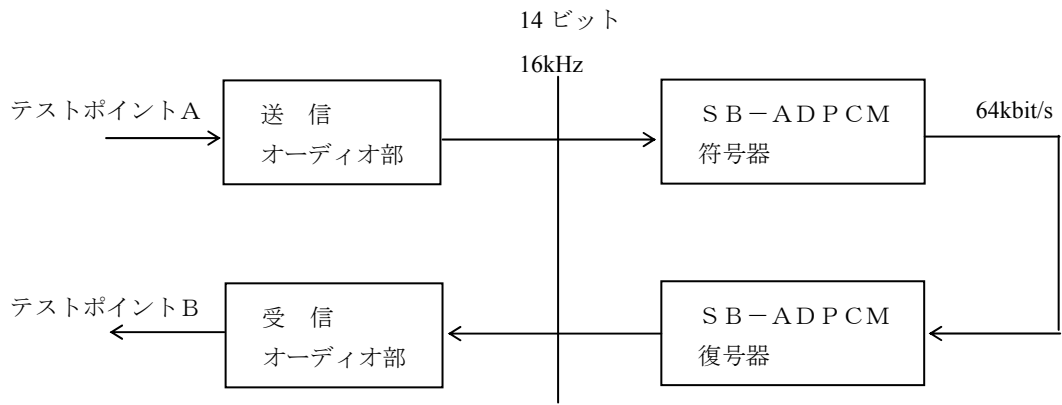 14 ビット
16kHz
テストポイントA
送 信
オーディオ部
SB-ADPCM
符号器
64kbit/s
テストポイントB
受 信
オーディオ部
SB-ADPCM
復号器